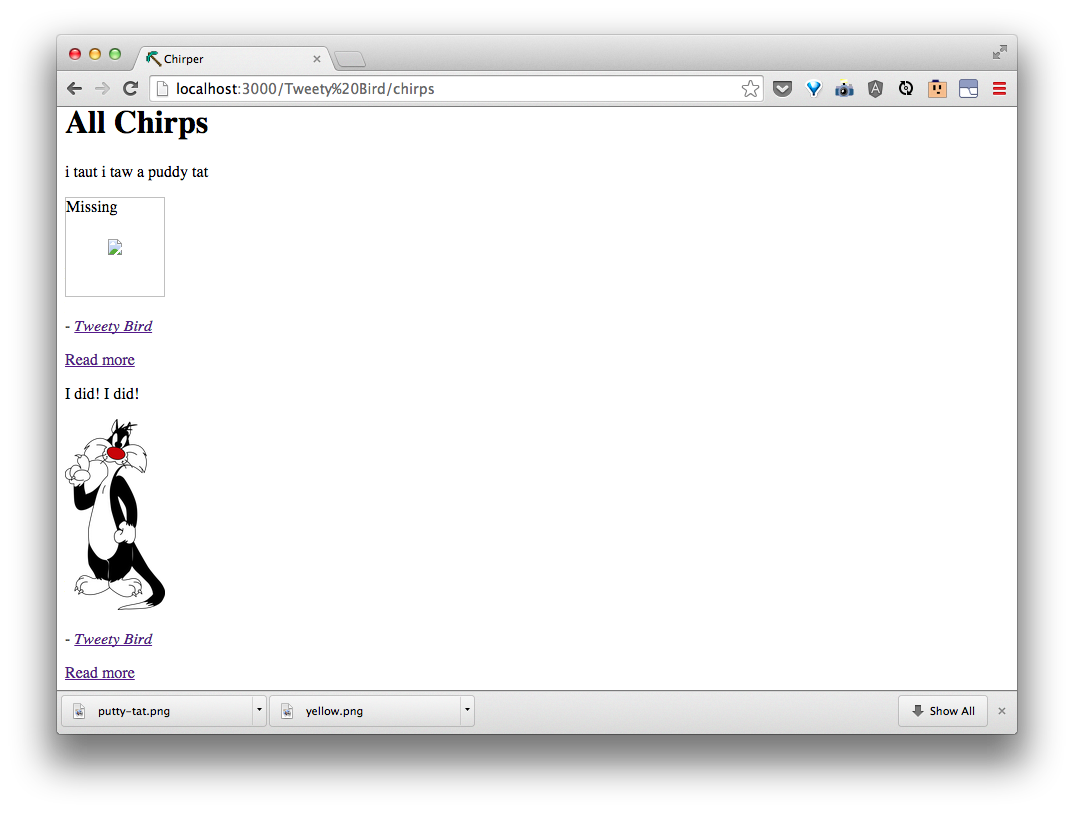 Chirper
localhost:3000/Tweety%20Bird/chirps
All Chirps
i taut i taw a puddy tat
Missing
- Tweety Bird
Read more
I did! I did!
- Tweety Bird
Read more
putty-tat.png
yellow.png
Show All